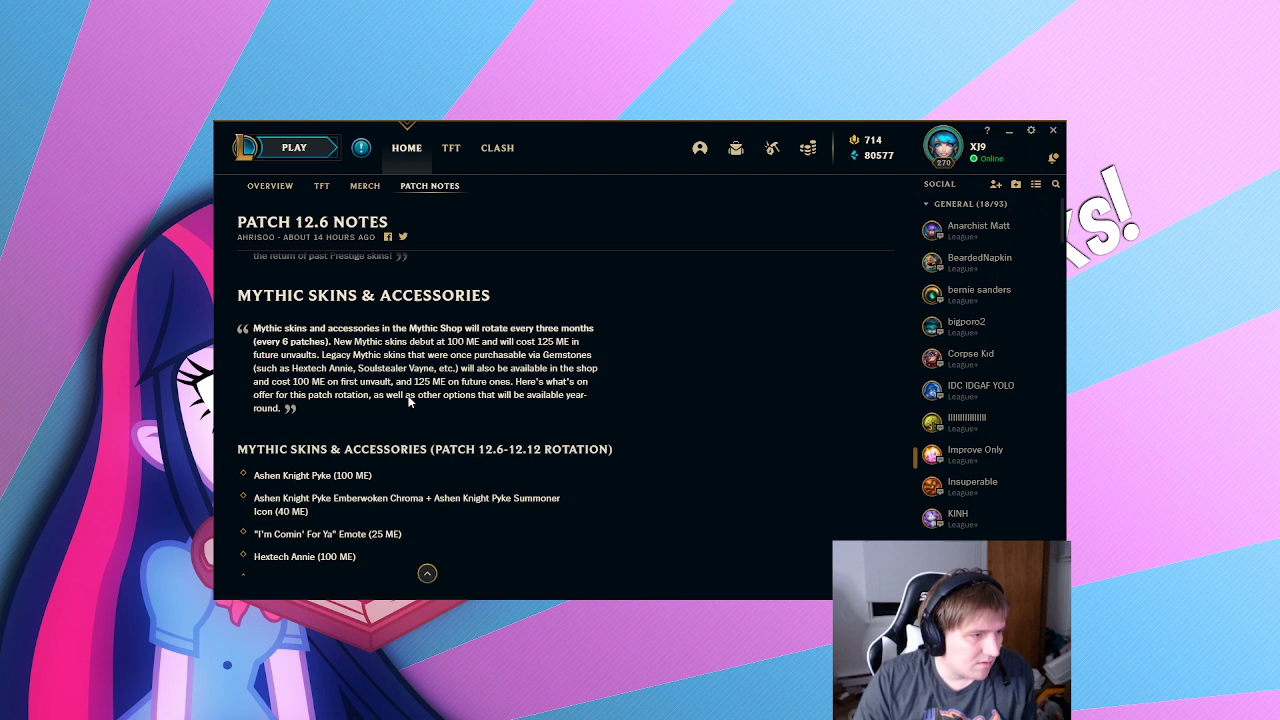 PLAY
HOME
TFT
CLASH
714
80577
270
XJ9
Online
?
OVERVIEW
TFT
MERCH
PATCH NOTES
SOCIAL
GENERAL (18/93)
PATCH 12.6 NOTES
AHRISOO - ABOUT 14 HOURS AGO
the return of past Prestige skins!
MYTHIC SKINS & ACCESSORIES
Mythic skins and accessories in the Mythic Shop will rotate every three months
(every 6 patches). New Mythic skins debut at 100 ME and will cost 125 ME in
future unvaults. Legacy Mythic skins that were once purchasable via Gemstones
(such as Hextech Annie, Soulstealer Vayne, etc.) will also be available in the shop
and cost 100 ME on first unvault, and 125 ME on future ones. Here's what's on
offer for this patch rotation, as well as other options that will be available year-
round.
MYTHIC SKINS & ACCESSORIES (PATCH 12.6-12.12 ROTATION)
Ashen Knight Pyke (100 ME)
Ashen Knight Pyke Emberwoken Chroma + Ashen Knight Pyke Summoner
Icon (40 ME)
"I'm Comin' For Ya" Emote (25 ME)
Hextech Annie (100 ME)
Anarchist Matt
League+
BeardedNapkin
League+
bernie sanders
League+
bigporo2
League+
Corpse Kid
League+
IDC IDGAF YOLO
League+
League+
Improve Only
League+
Insuperable
League+
KINH
League+
ks!